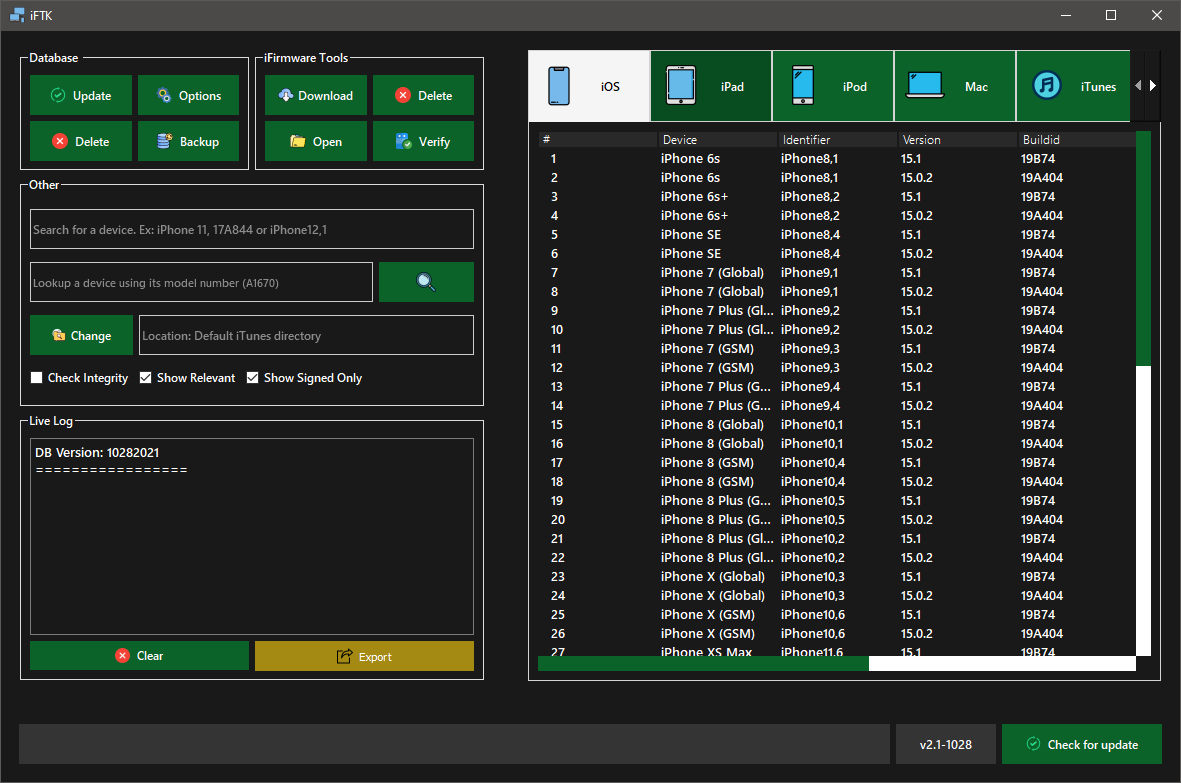 iFTK
Database
Update
Options
Delete
Backup
iFirmware Tools
Download
Delete
Open
Verify
Other
Search for a device. Ex: iPhone 11, 17A844 or iPhone12,1
Lookup a device using its model number (A1670)
Change
Location: Default iTunes directory
Check Integrity
Show Relevant
Show Signed Only
Live Log
DB Version: 10282021
=================
Clear
Export
iOS
iPad
iPod
Mac
iTunes
# Device Identifier Version Buildid
1 iPhone 6s iPhone8,1 15.1 19B74
2 iPhone 6s iPhone8,1 15.0.2 19A404
3 iPhone 6s+ iPhone8,2 15.1 19B74
4 iPhone 6s+ iPhone8,2 15.0.2 19A404
5 iPhone SE iPhone8,4 15.1 19B74
6 iPhone SE iPhone8,4 15.0.2 19A404
7 iPhone 7 (Global) iPhone9,1 15.1 19B74
8 iPhone 7 (Global) iPhone9,1 15.0.2 19A404
9 iPhone 7 Plus (Gl... iPhone9,2 15.1 19B74
10 iPhone 7 Plus (Gl... iPhone9,2 15.0.2 19A404
11 iPhone 7 (GSM) iPhone9,3 15.1 19B74
12 iPhone 7 (GSM) iPhone9,3 15.0.2 19A404
13 iPhone 7 Plus (G... iPhone9,4 15.1 19B74
14 iPhone 7 Plus (G... iPhone9,4 15.0.2 19A404
15 iPhone 8 (Global) iPhone10,1 15.1 19B74
16 iPhone 8 (Global) iPhone10,1 15.0.2 19A404
17 iPhone 8 (GSM) iPhone10,4 15.1 19B74
18 iPhone 8 (GSM) iPhone10,4 15.0.2 19A404
19 iPhone 8 Plus (G... iPhone10,5 15.1 19B74
20 iPhone 8 Plus (G... iPhone10,5 15.0.2 19A404
21 iPhone 8 Plus (Gl... iPhone10,2 15.1 19B74
22 iPhone 8 Plus (Gl... iPhone10,2 15.0.2 19A404
23 iPhone X (Global) iPhone10,3 15.1 19B74
24 iPhone X (Global) iPhone10,3 15.0.2 19A404
25 iPhone X (GSM) iPhone10,6 15.1 19B74
26 iPhone X (GSM) iPhone10,6 15.0.2 19A404
27 iPhone XS Max iPhone11,6 15.1 19B74
v2.1-1028
Check for update